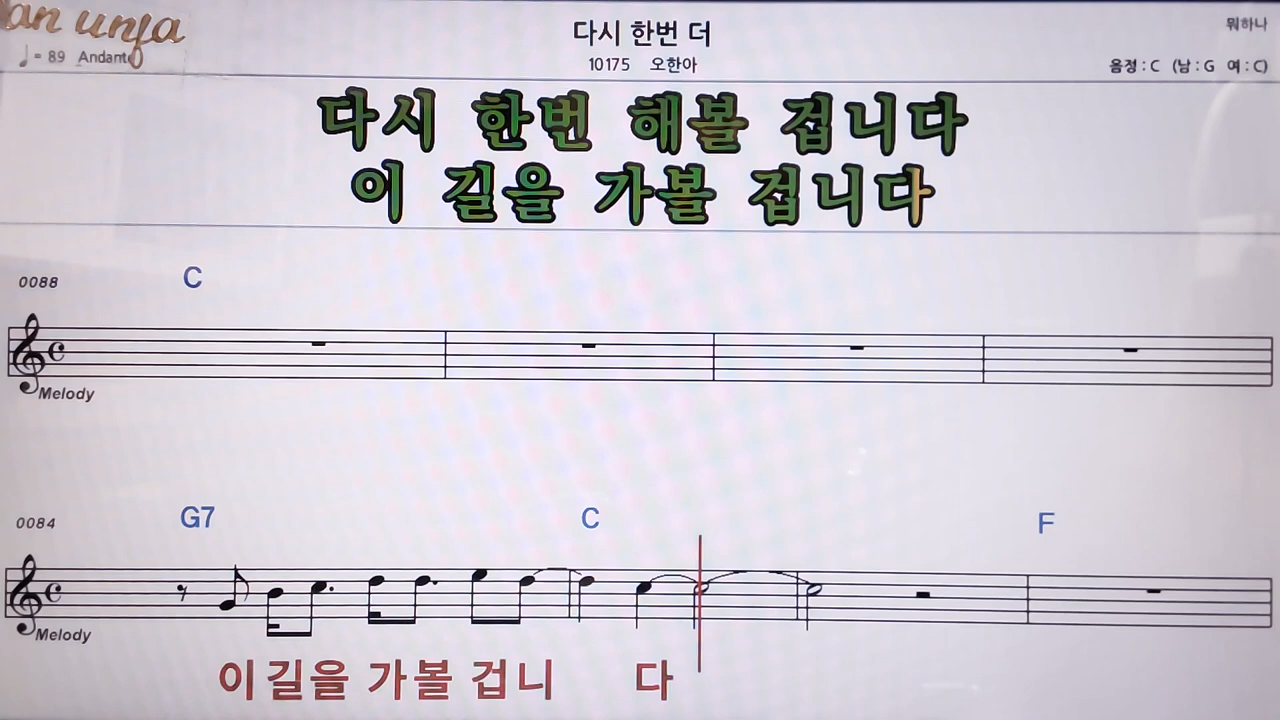 다시 한번 더
뭐하나
♩= 89 Andante
10175 오한아
음정 : C (남 : G 여 : C)
다시 한번 해볼 겁니다
이 길을 가볼 겁니다
0088 C
Melody
0084 G7 C F
Melody
이 길을 가볼 겁니 다